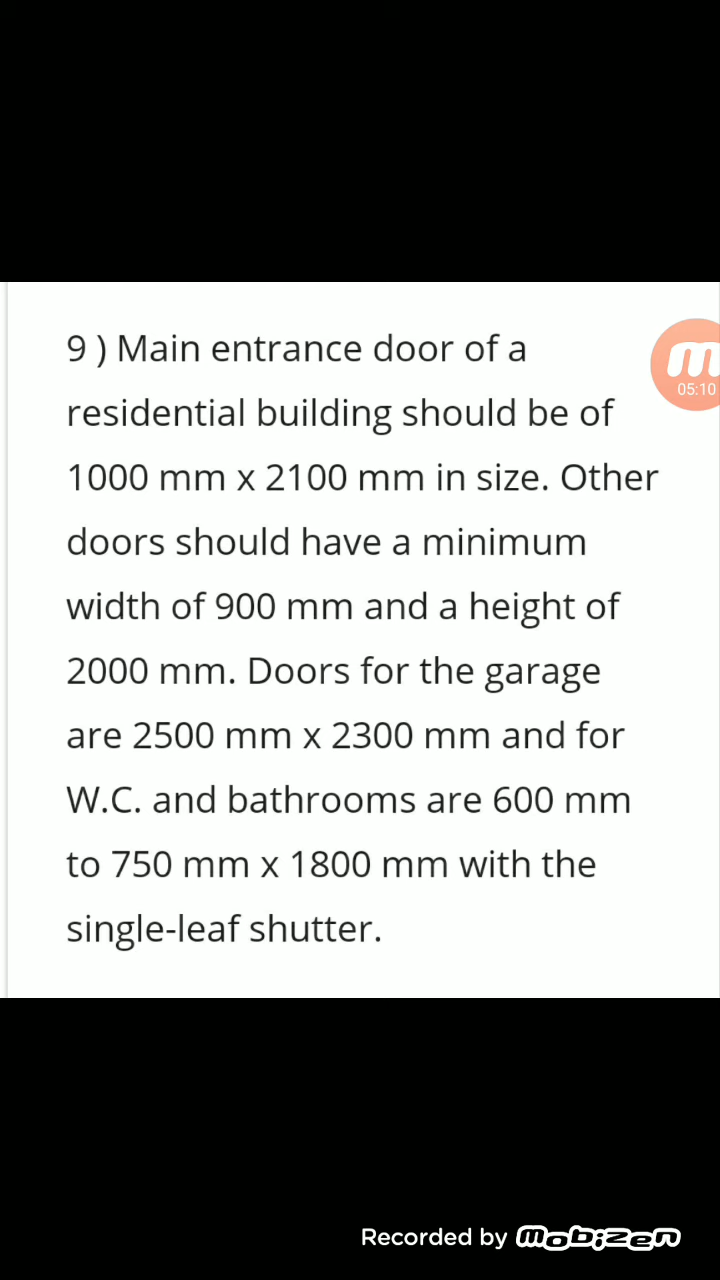 9 ) Main entrance door of a
residential building should be of
1000 mm x 2100 mm in size. Other
doors should have a minimum
width of 900 mm and a height of
2000 mm. Doors for the garage
are 2500 mm x 2300 mm and for
W.C. and bathrooms are 600 mm
to 750 mm x 1800 mm with the
single-leaf shutter.
m
05:10
Recorded by mobizen